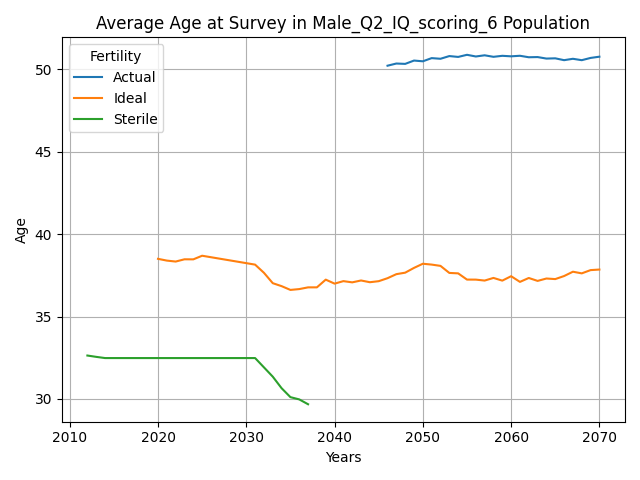 Average Age at Survey in Male_Q2_IQ_scoring_6 Population
Fertility
Actual
Ideal
Sterile
Age
50
45
40
35
30
2010 2020 2030 2040 2050 2060 2070
Years